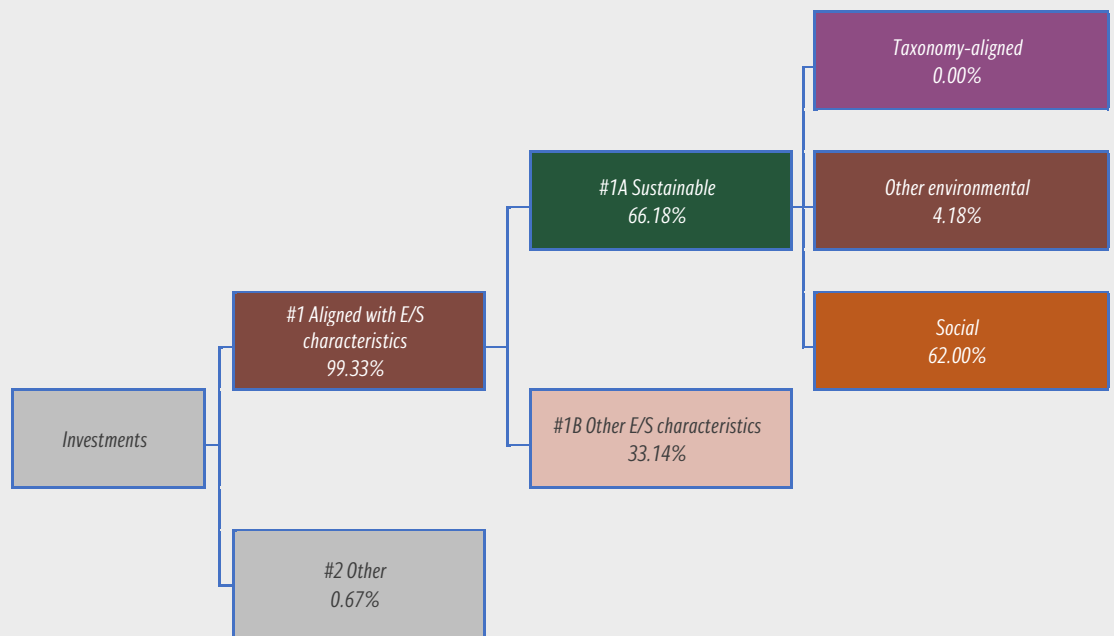 Taxonomy-aligned
0.00%
#1A Sustainable
66.18%
Other environmental
4.18%
#1 Aligned with E/S
characteristics
99.33%
Social
62.00%
Investments
#1B Other E/S characteristics
33.14%
#2 Other
0.67%